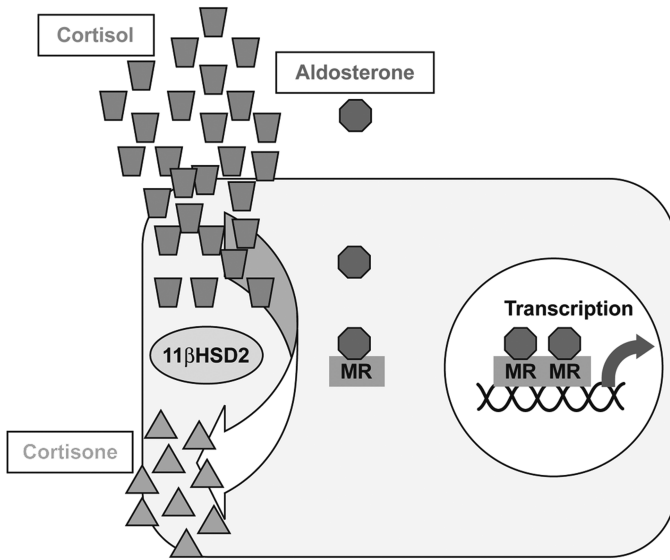 Cortisol
Aldosterone
Transcription
11βHSD2
MR
MR MR
Cortisone